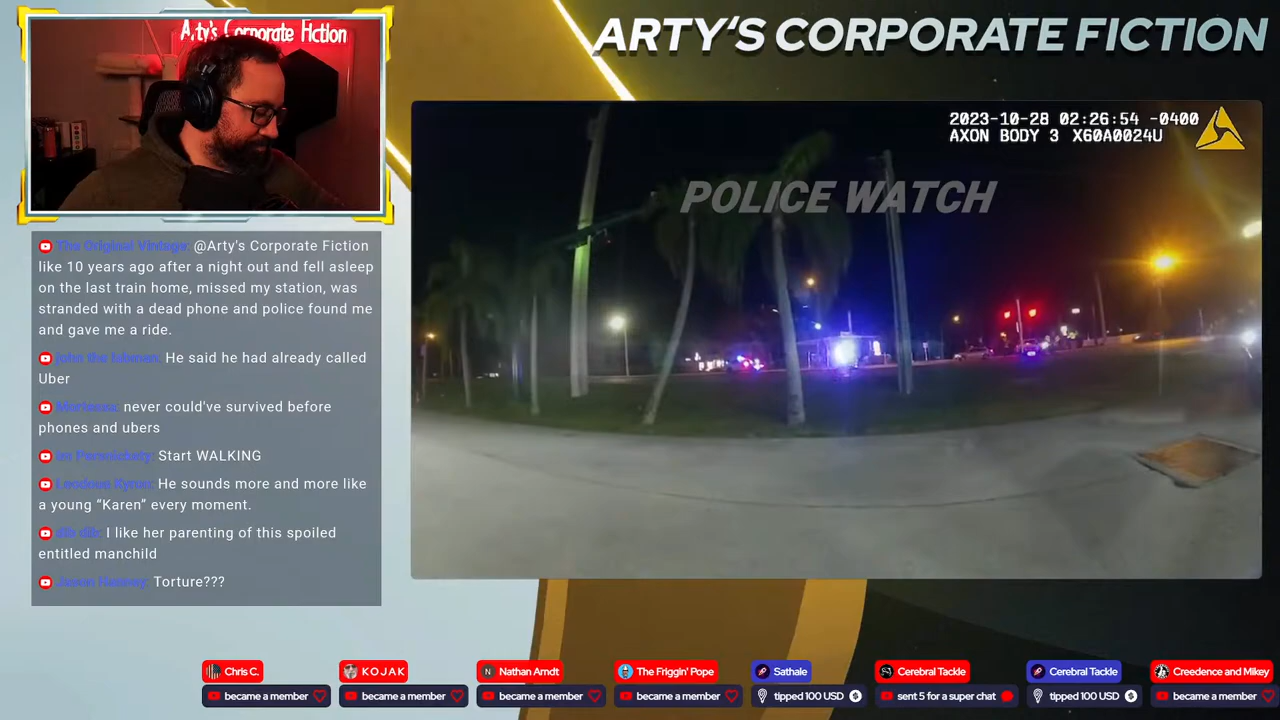 Arty's Corporate Fiction
ARTY'S CORPORATE FICTION
2023-10-28 02:26:54 -0400
AXON BODY 3 X60A0024U
POLICE WATCH
The Original Vintage: @Arty's Corporate Fiction
like 10 years ago after a night out and fell asleep
on the last train home, missed my station, was
stranded with a dead phone and police found me
and gave me a ride.
He said he had already called
Uber
never could've survived before
phones and ubers
Start WALKING
He sounds more and more like
a young “Karen” every moment.
I like her parenting of this spoiled
entitled manchild
Torture???
Chris C.
became a member
K O J A K
became a member
Nathan Arndt
became a member
The Friggin' Pope
became a member
Sathale
tipped 100 USD
Cerebral Tackle
sent 5 for a super chat
Cerebral Tackle
tipped 100 USD
Creedence and Mikey
became a member